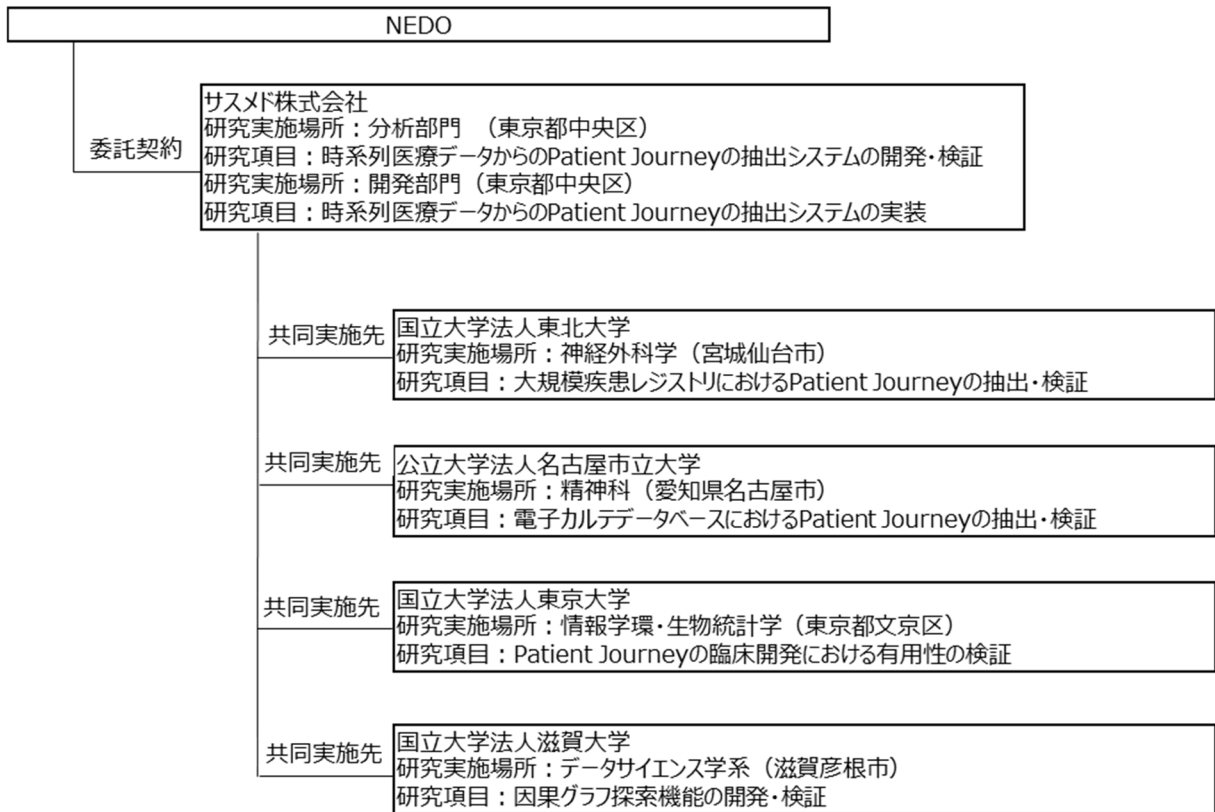 NEDO
委託契約
サスメド株式会社
研究実施場所：分析部門　（東京都中央区）
研究項目：時系列医療データからのPatient Journeyの抽出システムの開発・検証
研究実施場所：開発部門（東京都中央区）
研究項目：時系列医療データからのPatient Journeyの抽出システムの実装
共同実施先
国立大学法人東北大学
研究実施場所：神経外科学（宮城仙台市）
研究項目：大規模疾患レジストリにおけるPatient Journeyの抽出・検証
共同実施先
公立大学法人名古屋市立大学
研究実施場所：精神科（愛知県名古屋市）
研究項目：電子カルテデータベースにおけるPatient Journeyの抽出・検証
共同実施先
国立大学法人東京大学
研究実施場所：情報学環・生物統計学（東京都文京区）
研究項目：Patient Journeyの臨床開発における有用性の検証
共同実施先
国立大学法人滋賀大学
研究実施場所：データサイエンス学系（滋賀彦根市）
研究項目：因果グラフ探索機能の開発・検証